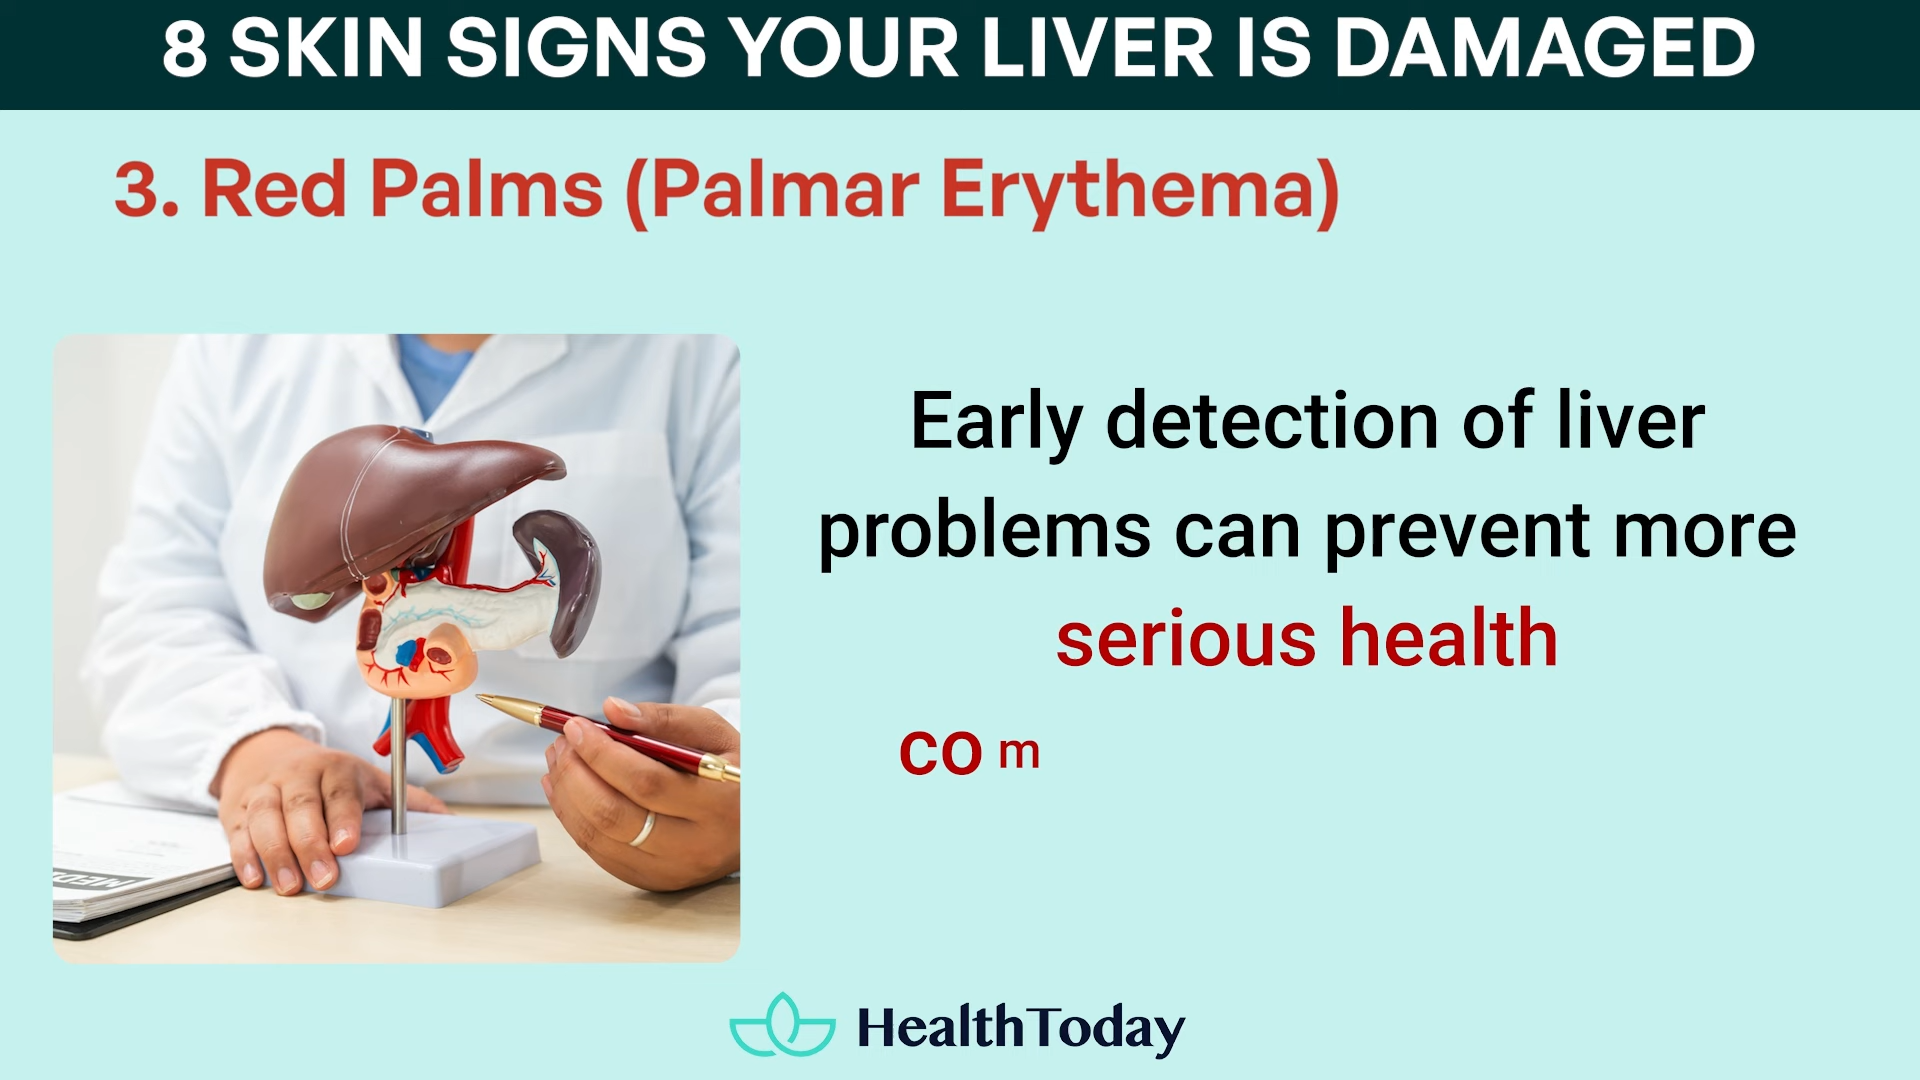 8 SKIN SIGNS YOUR LIVER IS DAMAGED
3. Red Palms (Palmar Erythema)
Early detection of liver
problems can prevent more
serious health
com
HealthToday